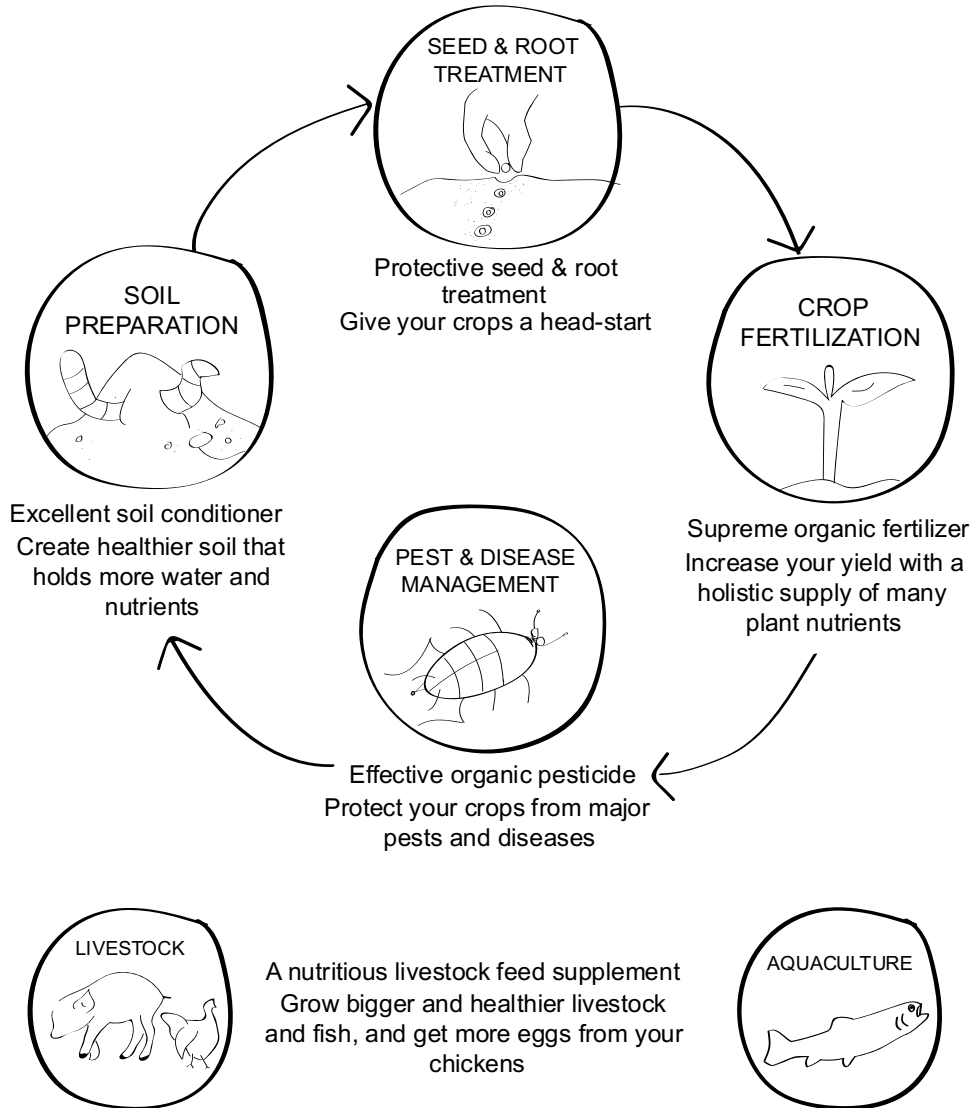 SEED & ROOT
TREATMENT
Protective seed & root
treatment
Give your crops a head-start
SOIL
PREPARATION
Excellent soil conditioner
Create healthier soil that
holds more water and
nutrients
CROP
FERTILIZATION
Supreme organic fertilizer
Increase your yield with a
holistic supply of many
plant nutrients
PEST & DISEASE
MANAGEMENT
Effective organic pesticide
Protect your crops from major
pests and diseases
LIVESTOCK
A nutritious livestock feed supplement
Grow bigger and healthier livestock
and fish, and get more eggs from your
chickens
AQUACULTURE